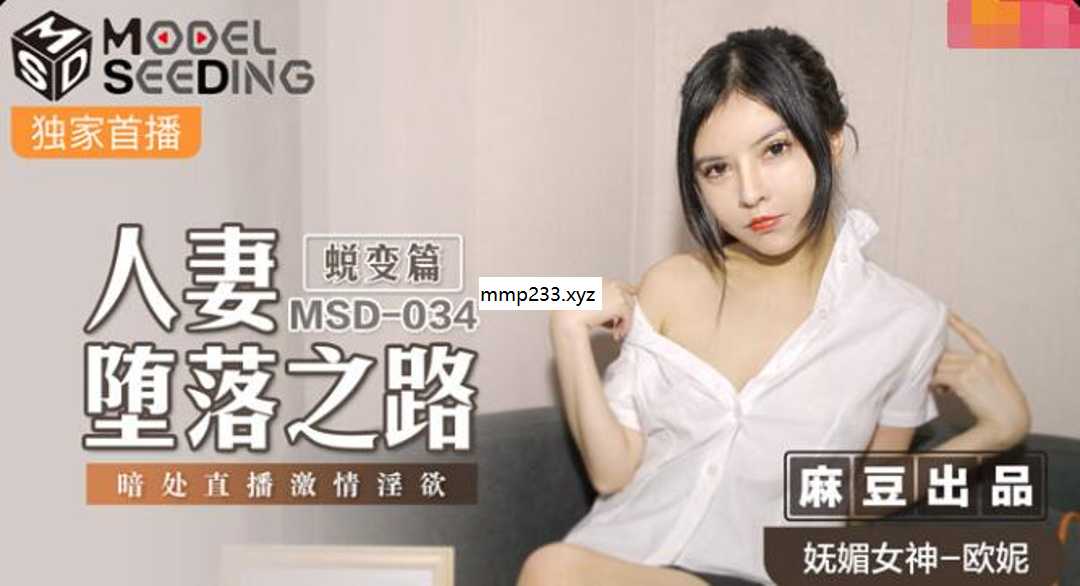 MSD
MODEL
SEEDING
独家首播
人妻
蜕变篇
MSD-034
mmp233.xyz
堕落之路
暗处直播激情淫欲
麻豆出品
妩媚女神-欧妮